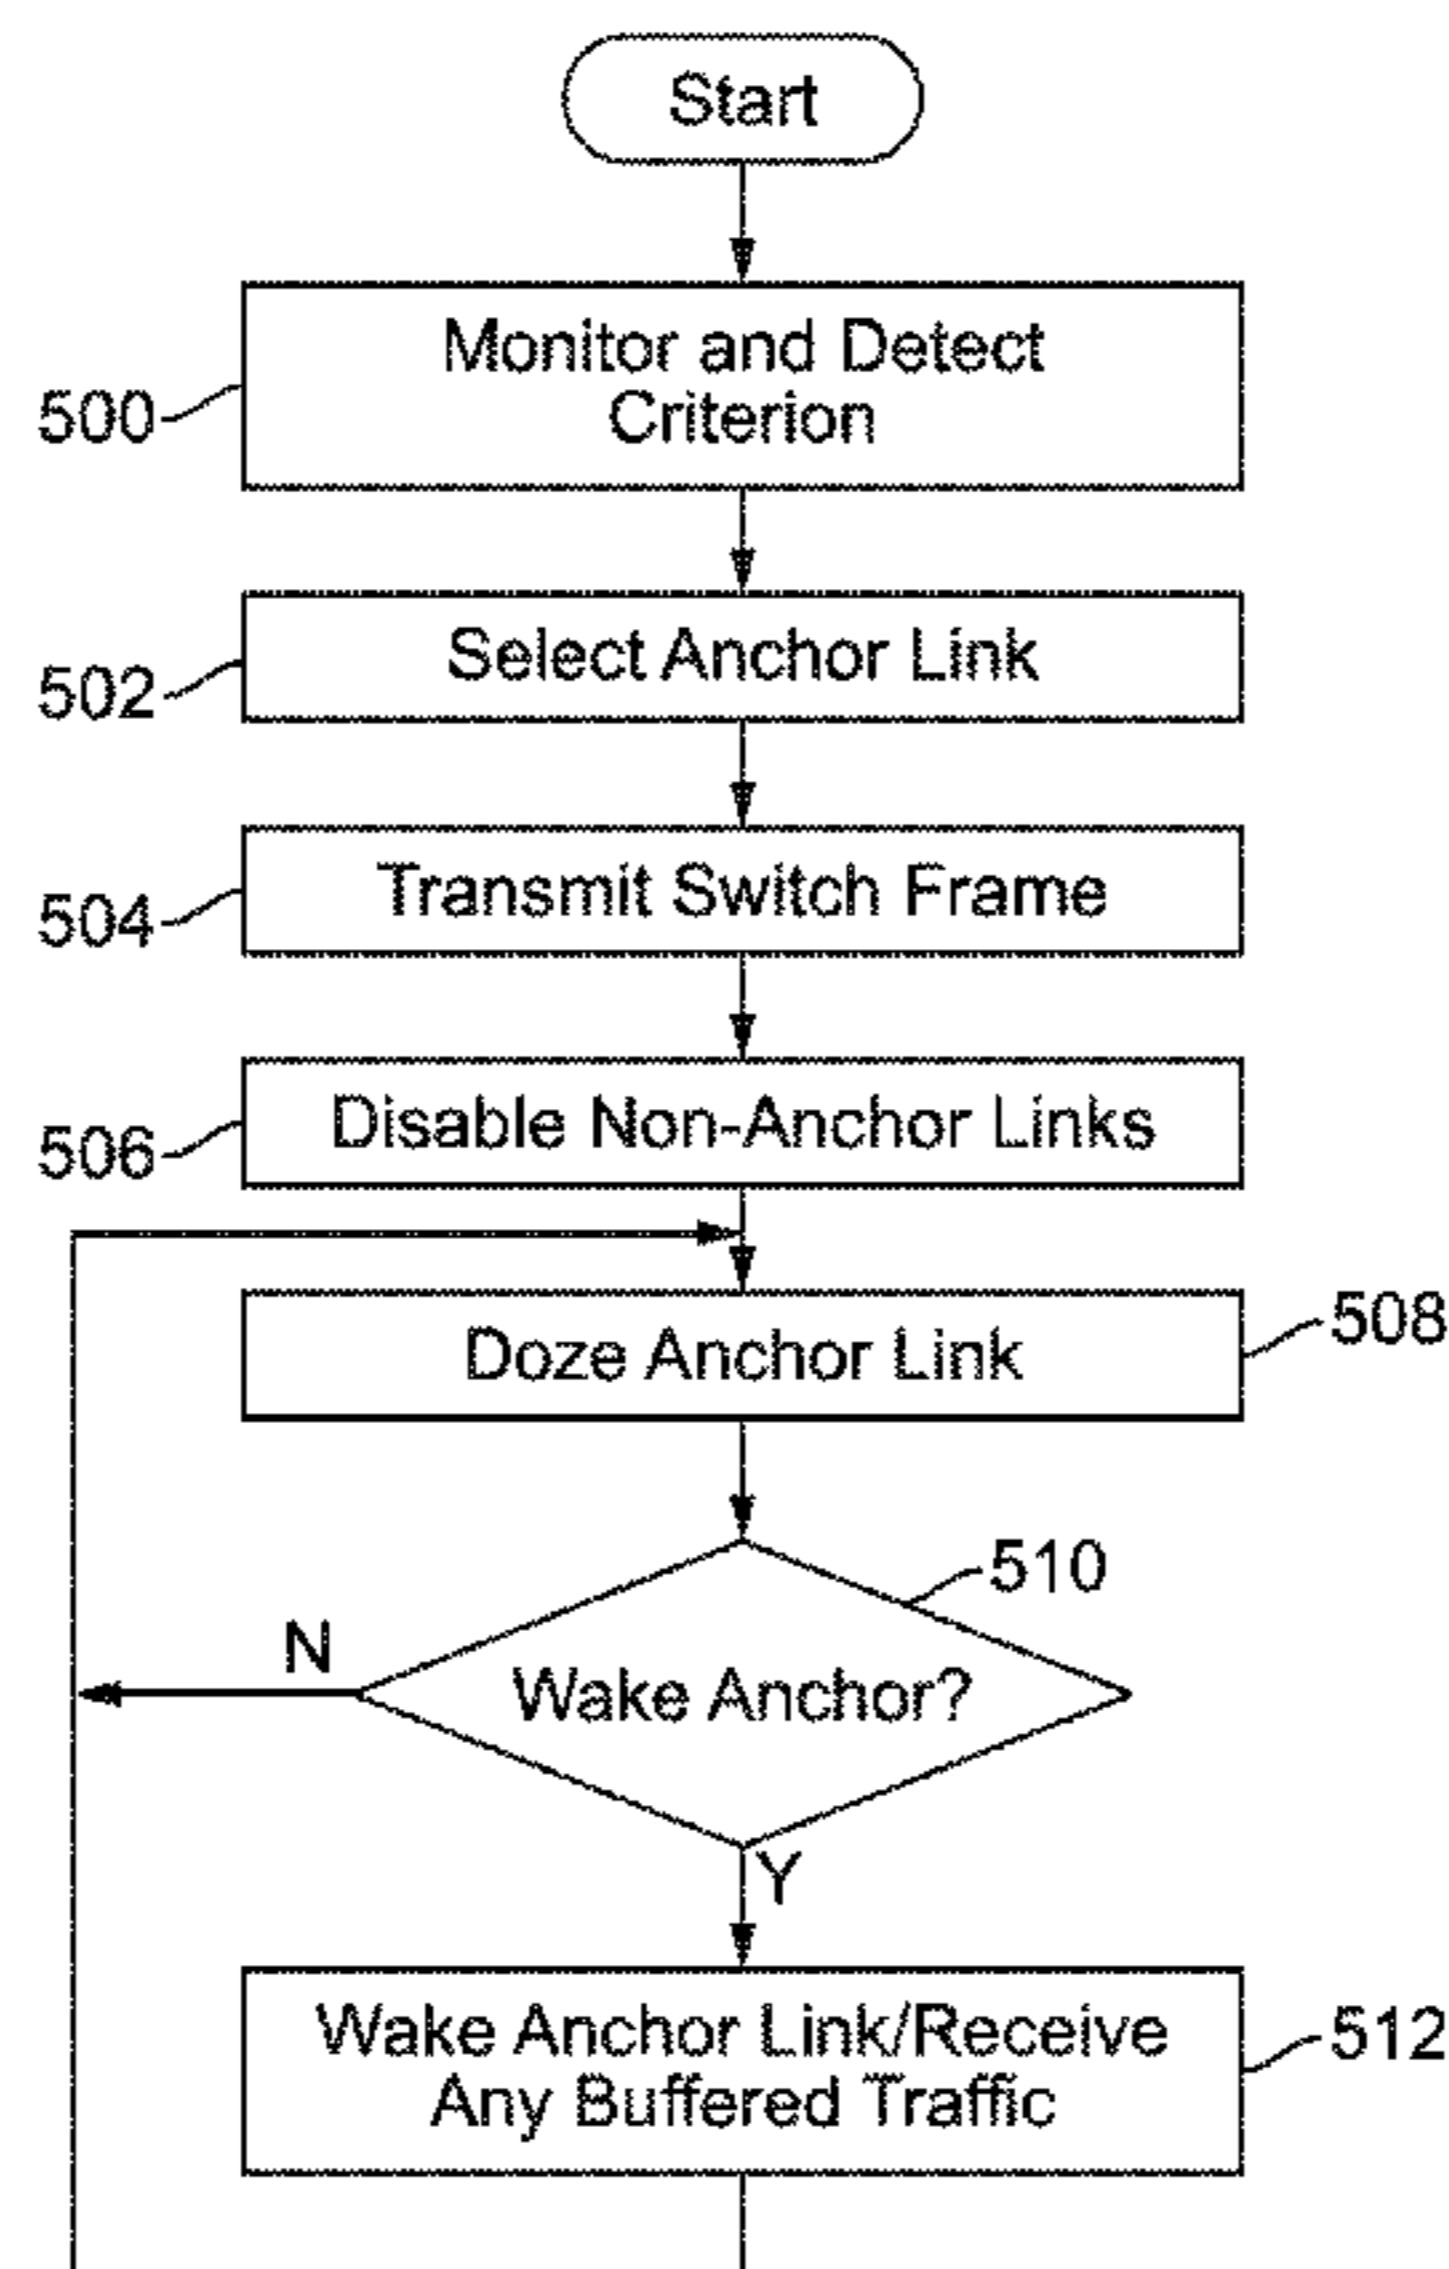 Start
Monitor and Detect
Criterion
500
Select Anchor Link
502
Transmit Switch Frame
504
Disable Non-Anchor Links
506
Doze Anchor Link
508
510
Wake Anchor?
N
Y
Wake Anchor Link/Receive
Any Buffered Traffic
512